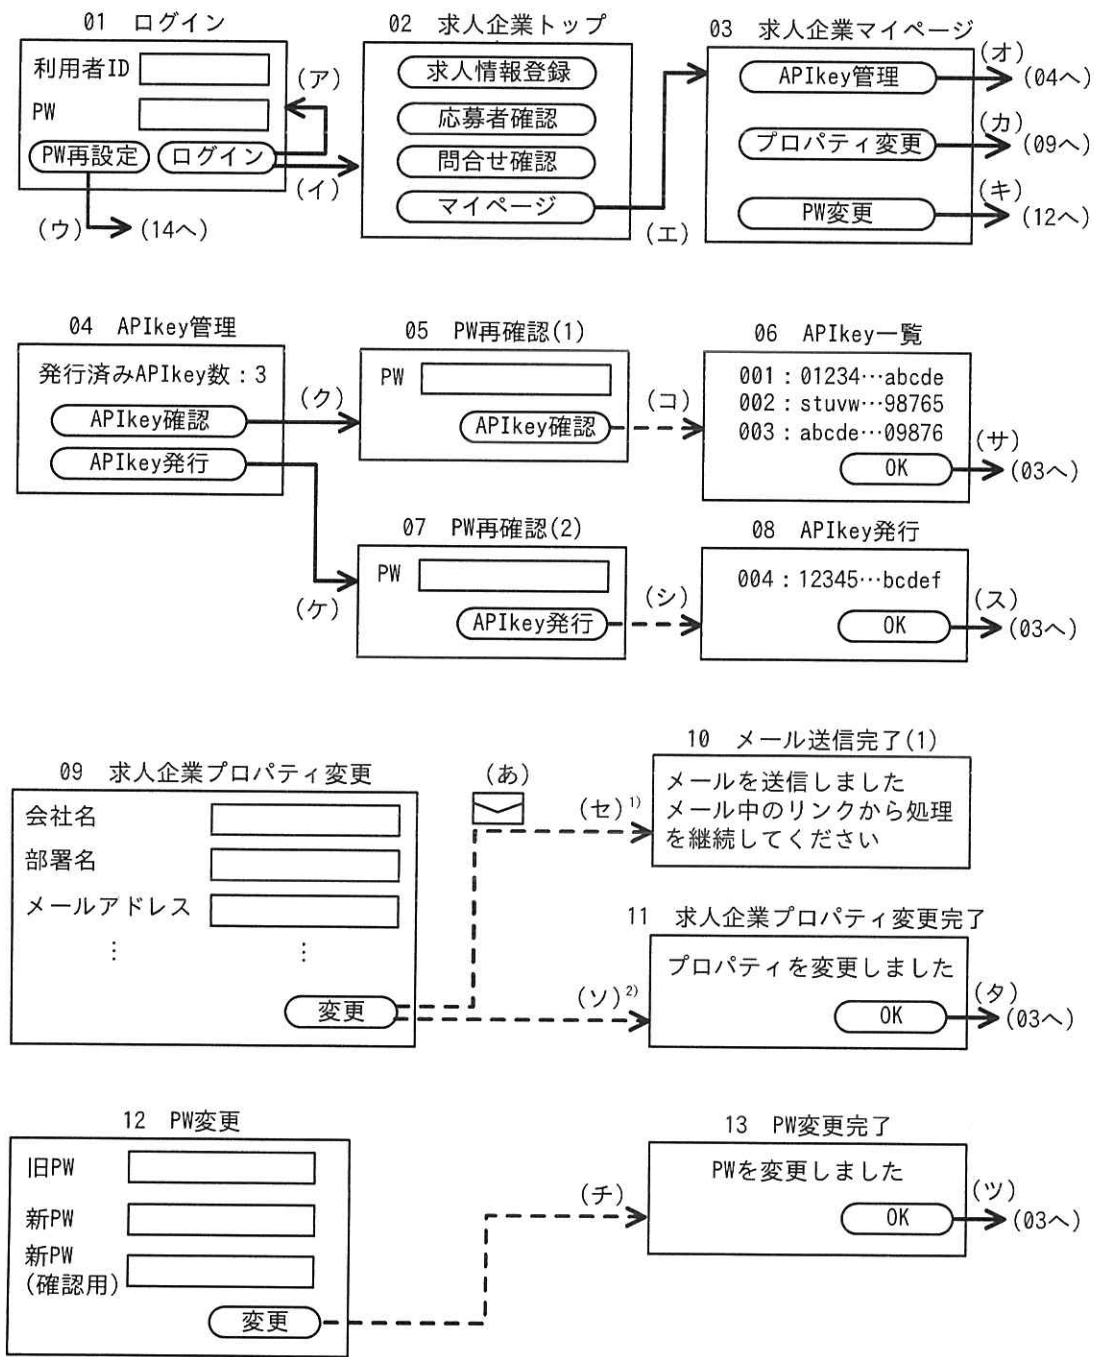 01 ログイン
利用者ID
PW
PW再設定
ログイン
(ア)
(イ)
(ウ)
(14へ)
02 求人企業トップ
求人情報登録
応募者確認
問合せ確認
マイページ
(エ)
03 求人企業マイページ
APIkey管理
(オ)
(04へ)
プロパティ変更
(カ)
(09へ)
PW変更
(キ)
(12へ)
04 APIkey管理
発行済みAPIkey数：3
APIkey確認
APIkey発行
(ク)
(ケ)
05 PW再確認(1)
PW
APIkey確認
(コ)
06 APIkey一覧
001：01234…abcde
002：stuvw…98765
003：abcde…09876
OK
(サ)
(03へ)
07 PW再確認(2)
PW
APIkey発行
(シ)
08 APIkey発行
004：12345…bcdef
OK
(ス)
(03へ)
09 求人企業プロパティ変更
会社名
部署名
メールアドレス
⋮ ⋮
変更
(あ)
(セ)1)
10 メール送信完了(1)
メールを送信しました
メール中のリンクから処理
を継続してください
(ソ)2)
11 求人企業プロパティ変更完了
プロパティを変更しました
OK
(タ)
(03へ)
12 PW変更
旧PW
新PW
新PW
(確認用)
変更
(チ)
13 PW変更完了
PWを変更しました
OK
(ツ)
(03へ)